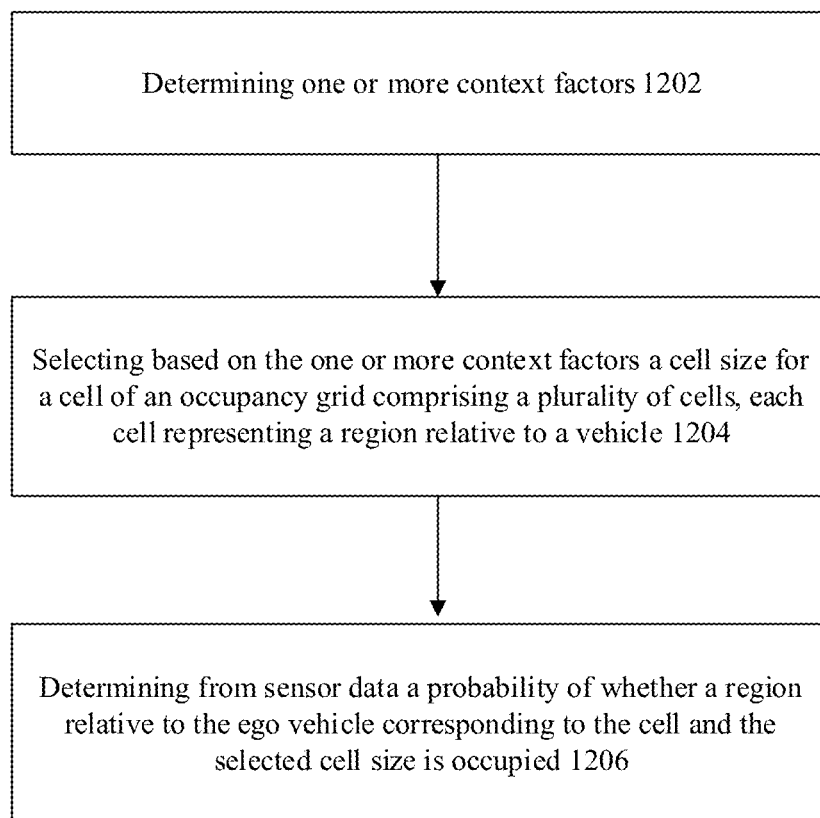 Determining one or more context factors 1202
Selecting based on the one or more context factors a cell size for
a cell of an occupancy grid comprising a plurality of cells, each
cell representing a region relative to a vehicle 1204
Determining from sensor data a probability of whether a region
relative to the ego vehicle corresponding to the cell and the
selected cell size is occupied 1206